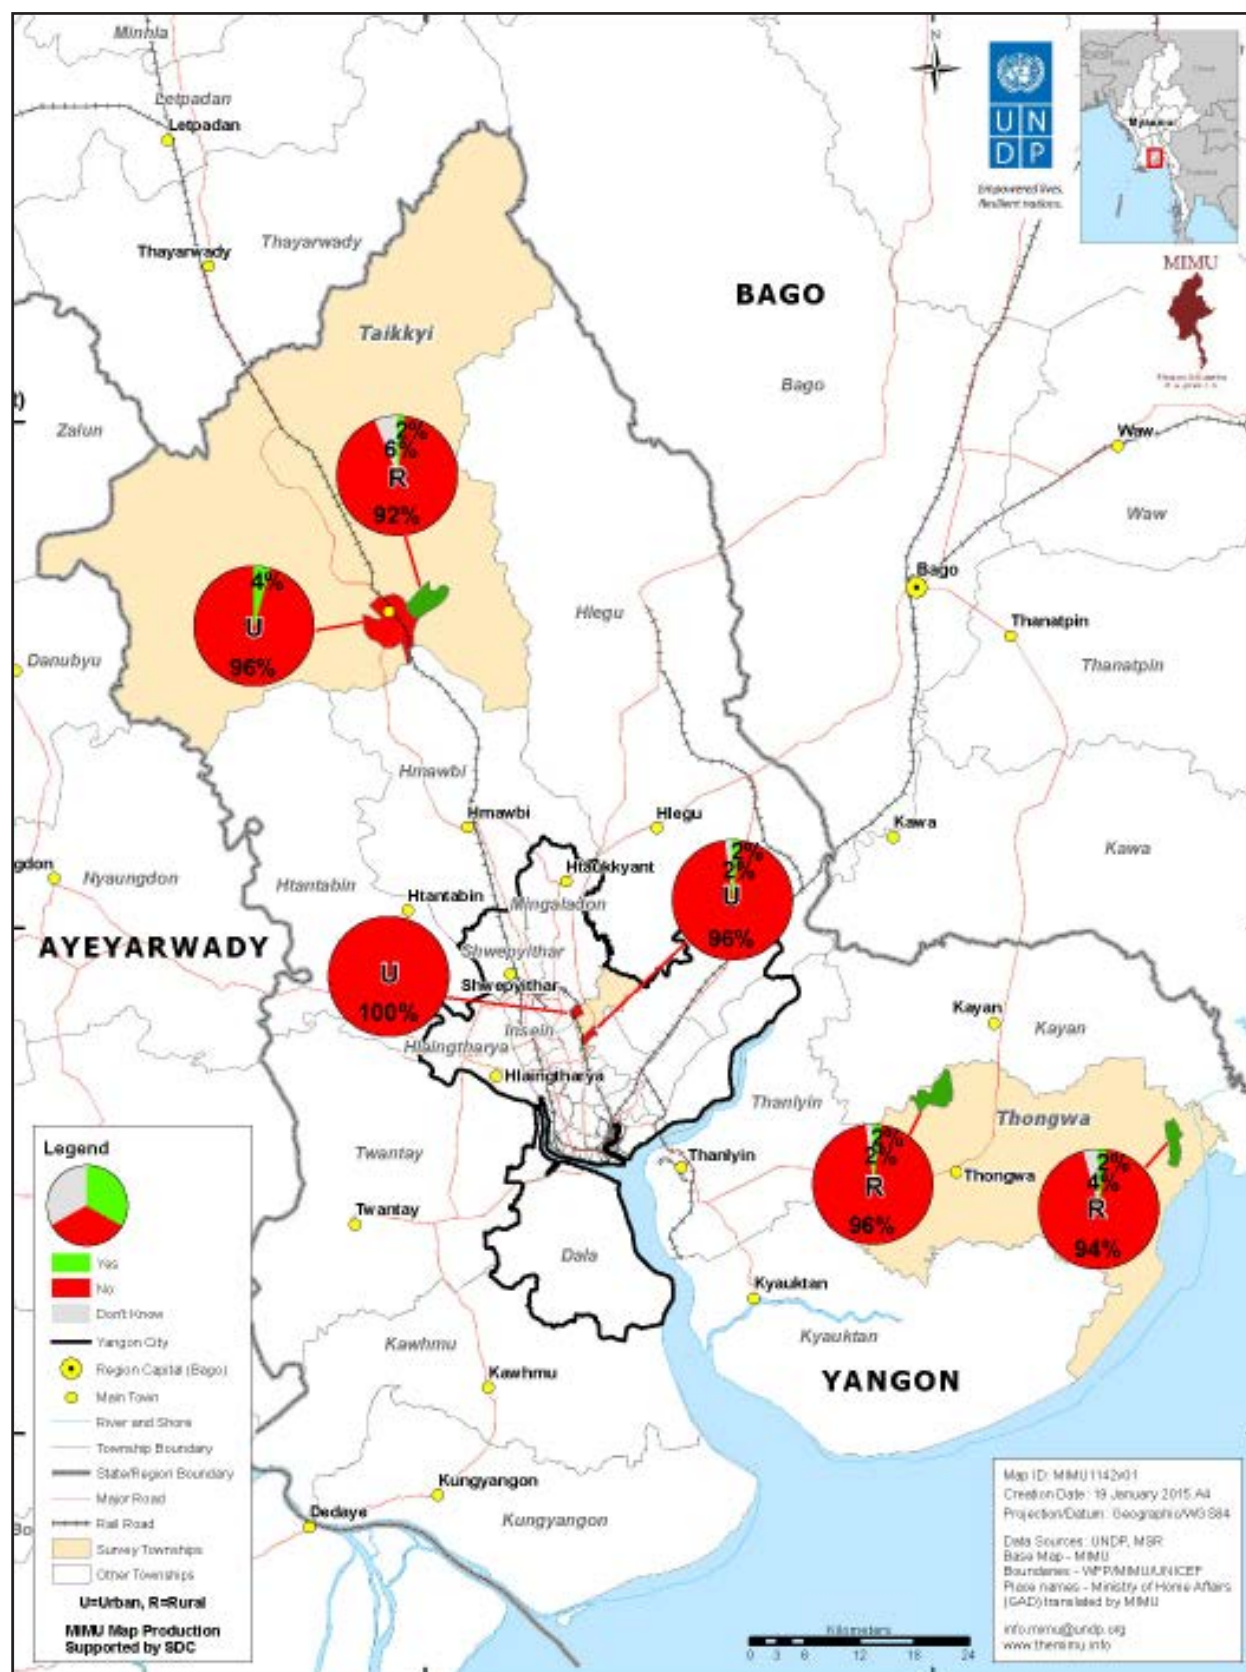 Minhla
Letpadan
Letpadan
Thayarwady
Thayarwady
N
U N
D P
Empowered lives.
Resilient nations.
Myanmar
MIMU
BAGO
Taikkyi
Bago
Zalun
2%
6%
R
92%
Waw
Waw
4%
U
96%
Hlegu
Bago
Thanatpin
Thanatpin
Danubyu
Hmawbi
Hmawbi
Hlegu
Kawa
Kawa
gdon
Nyaungdon
Htantabin
Htantabin
Htaukkyant
Mingaladon
2%
2%
U
96%
AYEYARWADY
Shwepyithar
Shwepyithar
U
100%
Insein
Hlaingtharya
Hlaingtharya
Kayan
Kayan
Thanlyin
Thongwa
Thanlyin
Thongwa
2%
2%
R
96%
2%
4%
R
94%
Twantay
Twantay
Dala
Kyauktan
Kyauktan
Kawhmu
Kawhmu
YANGON
Kungyangon
Kungyangon
Dedaye
Bo
Legend
Yes
No
Don't Know
Yangon City
Region Capital (Bago)
Main Town
River and Shore
Township Boundary
State/Region Boundary
Major Road
Rail Road
Survey Townships
Other Townships
U=Urban, R=Rural
MIMU Map Production
Supported by SDC
Kilometers
0 3 6 12 18 24
Map ID: MIMU1142v01
Creation Date: 19 January 2015.A4
Projection/Datum: Geographic/WGS84
Data Sources: UNDP, MSR
Base Map - MIMU
Boundaries - WFP/MIMU/UNICEF
Place names - Ministry of Home Affairs
(GAD) translated by MIMU
info.mimu@undp.org
www.themimu.info